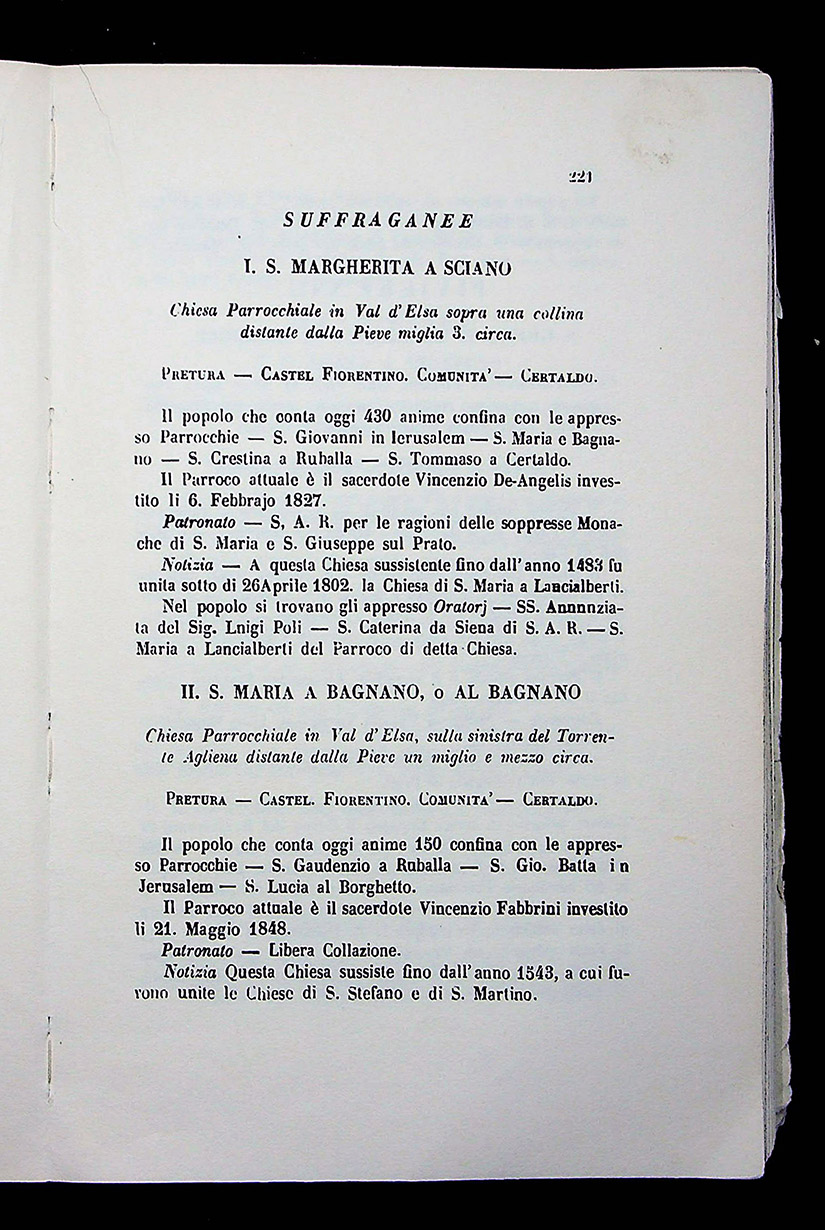 221
SUFFRAGANEE
I. S. MARGHERITA A SCIANO
Chiesa Parrocchiale in Val d'Elsa sopra una collina
distante dalla Pieve miglia 3. circa.
PRETURA — CASTEL FIORENTINO. COMUNITA' — CERTALDO.
Il popolo che conta oggi 430 anime confina con le appres-
so Parrocchie — S. Giovanni in Ierusalem — S. Maria e Bagna-
no — S. Crestina a Ruballa — S. Tommaso a Certaldo.
Il Parroco attuale è il sacerdote Vincenzio De-Angelis inves-
tito li 6. Febbrajo 1827.
Patronato — S, A. R. per le ragioni delle soppresse Mona-
che di S. Maria e S. Giuseppe sul Prato.
Notizia — A questa Chiesa sussistente fino dall'anno 1483 fu
unita sotto di 26Aprile 1802. la Chiesa di S. Maria a Lancialberti.
Nel popolo si trovano gli appresso Oratorj — SS. Annnnzia-
ta del Sig. Lnigi Poli — S. Caterina da Siena di S. A. R. — S.
Maria a Lancialberti del Parroco di detta Chiesa.
II. S. MARIA A BAGNANO, o AL BAGNANO
Chiesa Parrocchiale in Val d'Elsa, sulla sinistra del Torren-
te Agliena distante dalla Pieve un miglio e mezzo circa.
PRETURA — CASTEL. FIORENTINO. COMUNITA' — CERTALDO.
Il popolo che conta oggi anime 150 confina con le appres-
so Parrocchie — S. Gaudenzio a Ruballa — S. Gio. Batta in
Jerusalem — S. Lucia al Borghetto.
Il Parroco attuale è il sacerdote Vincenzio Fabbrini investito
li 21. Maggio 1848.
Patronato — Libera Collazione.
Notizia Questa Chiesa sussiste fino dall'anno 1543, a cui fu-
rono unite le Chiese di S. Stefano e di S. Martino.